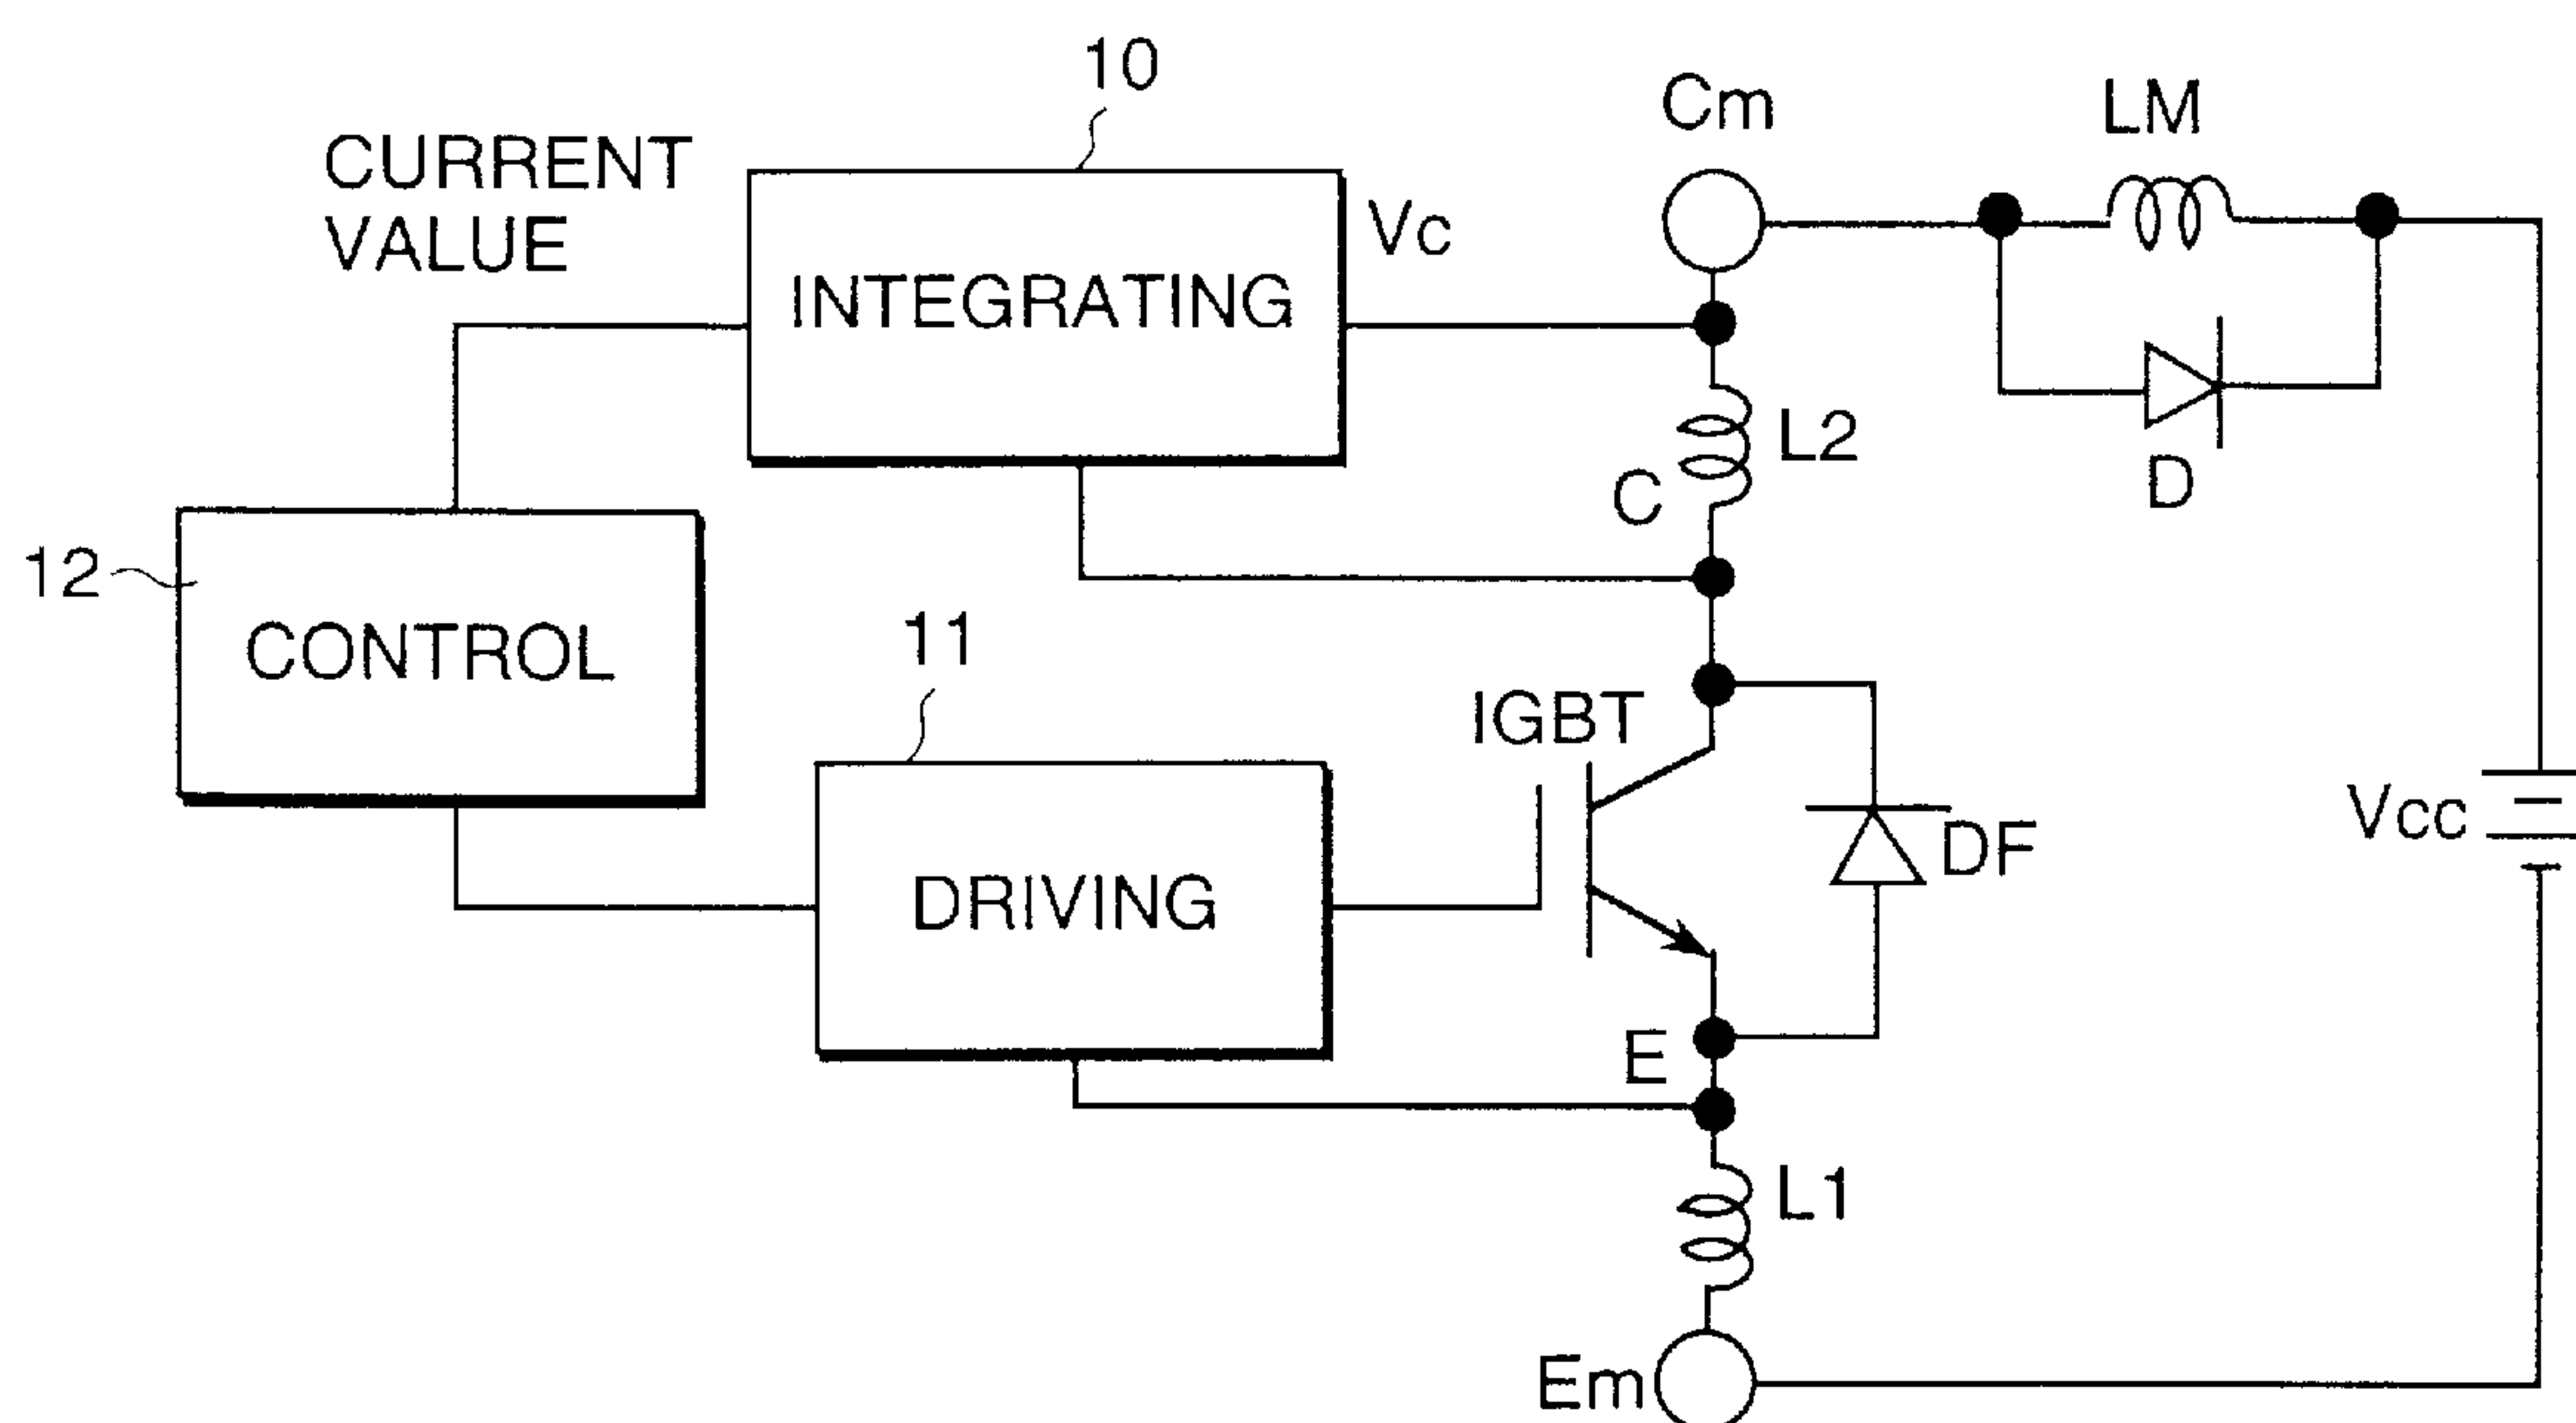 10
Cm
LM
CURRENT
VALUE
Vc
INTEGRATING
L2
C
D
12
CONTROL
11
IGBT
DRIVING
DF
Vcc
E
L1
Em